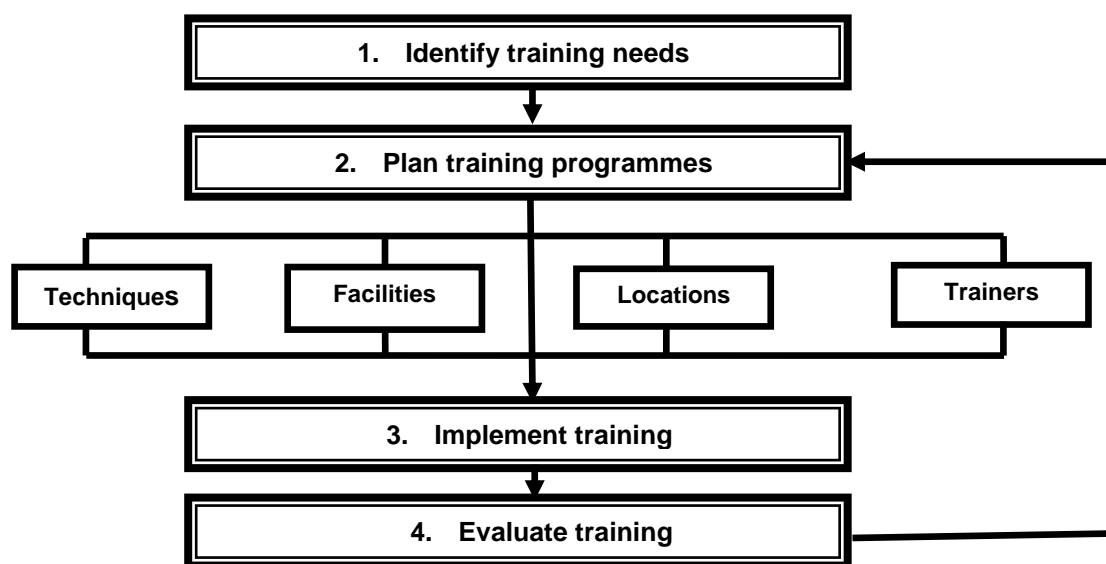 1. Identify training needs
2. Plan training programmes
Techniques
Facilities
Locations
Trainers
3. Implement training
4. Evaluate training